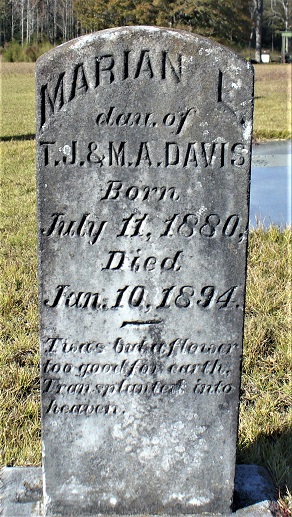 MARIAN L.
dau. of
T.J. & M.A. DAVIS
Born
July 11, 1880,
Died
Jan. 10, 1894.
Twas but a flower
too good for earth,
Transplanted into
heaven.